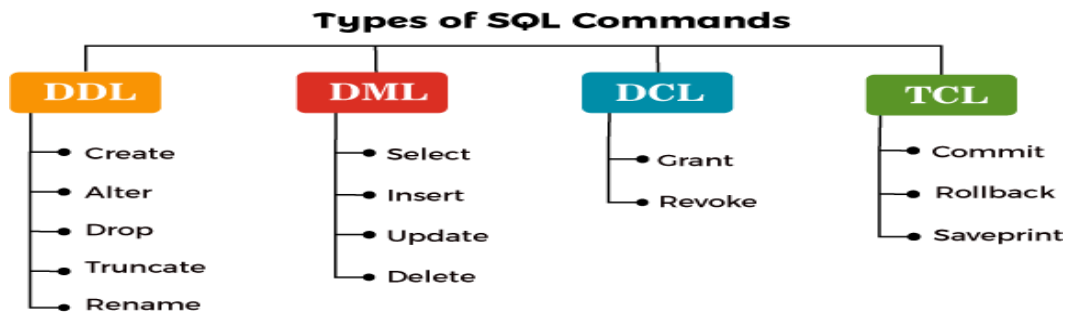 Types of SQL Commands
DDL
Create
Alter
Drop
Truncate
Rename
DML
Select
Insert
Update
Delete
DCL
Grant
Revoke
TCL
Commit
Rollback
Saveprint